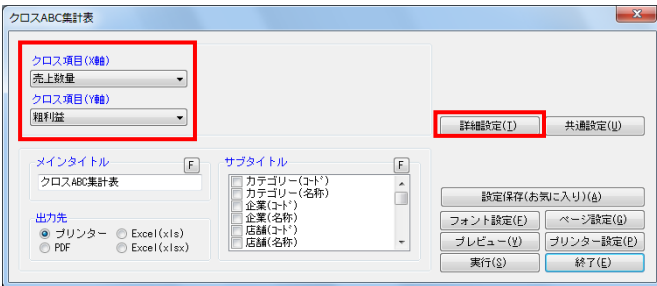 クロスABC集計表
クロス項目(X軸)
売上数量
クロス項目(Y軸)
粗利益
詳細設定(T)
共通設定(U)
メインタイトル
F
クロスABC集計表
サブタイトル
F
カテゴリー(コード)
カテゴリー(名称)
企業(コード)
企業(名称)
店舗(コード)
店舗(名称)
出力先
プリンター
Excel(xls)
PDF
Excel(xlsx)
設定保存(お気に入り)(A)
フォント設定(F)
ページ設定(G)
プレビュー(V)
プリンター設定(P)
実行(S)
終了(E)